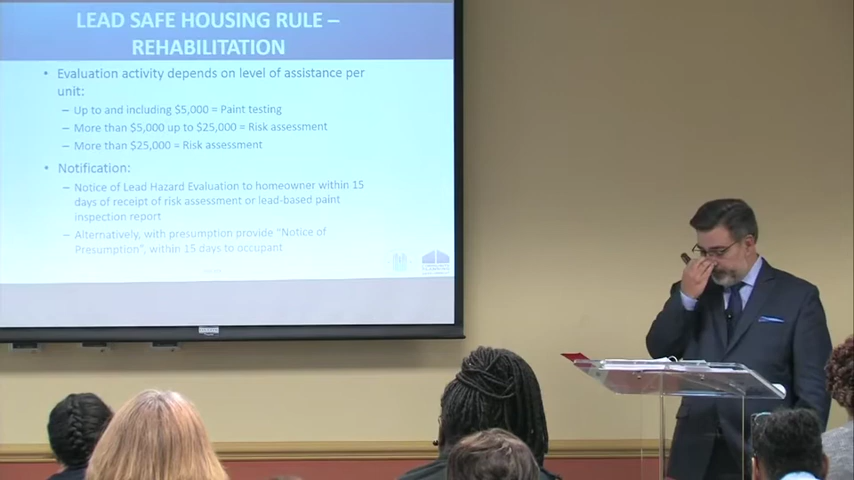 LEAD SAFE HOUSING RULE –
REHABILITATION
• Evaluation activity depends on level of assistance per
unit:
– Up to and including $5,000 = Paint testing
– More than $5,000 up to $25,000 = Risk assessment
– More than $25,000 = Risk assessment
• Notification:
– Notice of Lead Hazard Evaluation to homeowner within 15
days of receipt of risk assessment or lead-based paint
inspection report
– Alternatively, with presumption provide "Notice of
Presumption", within 15 days to occupant